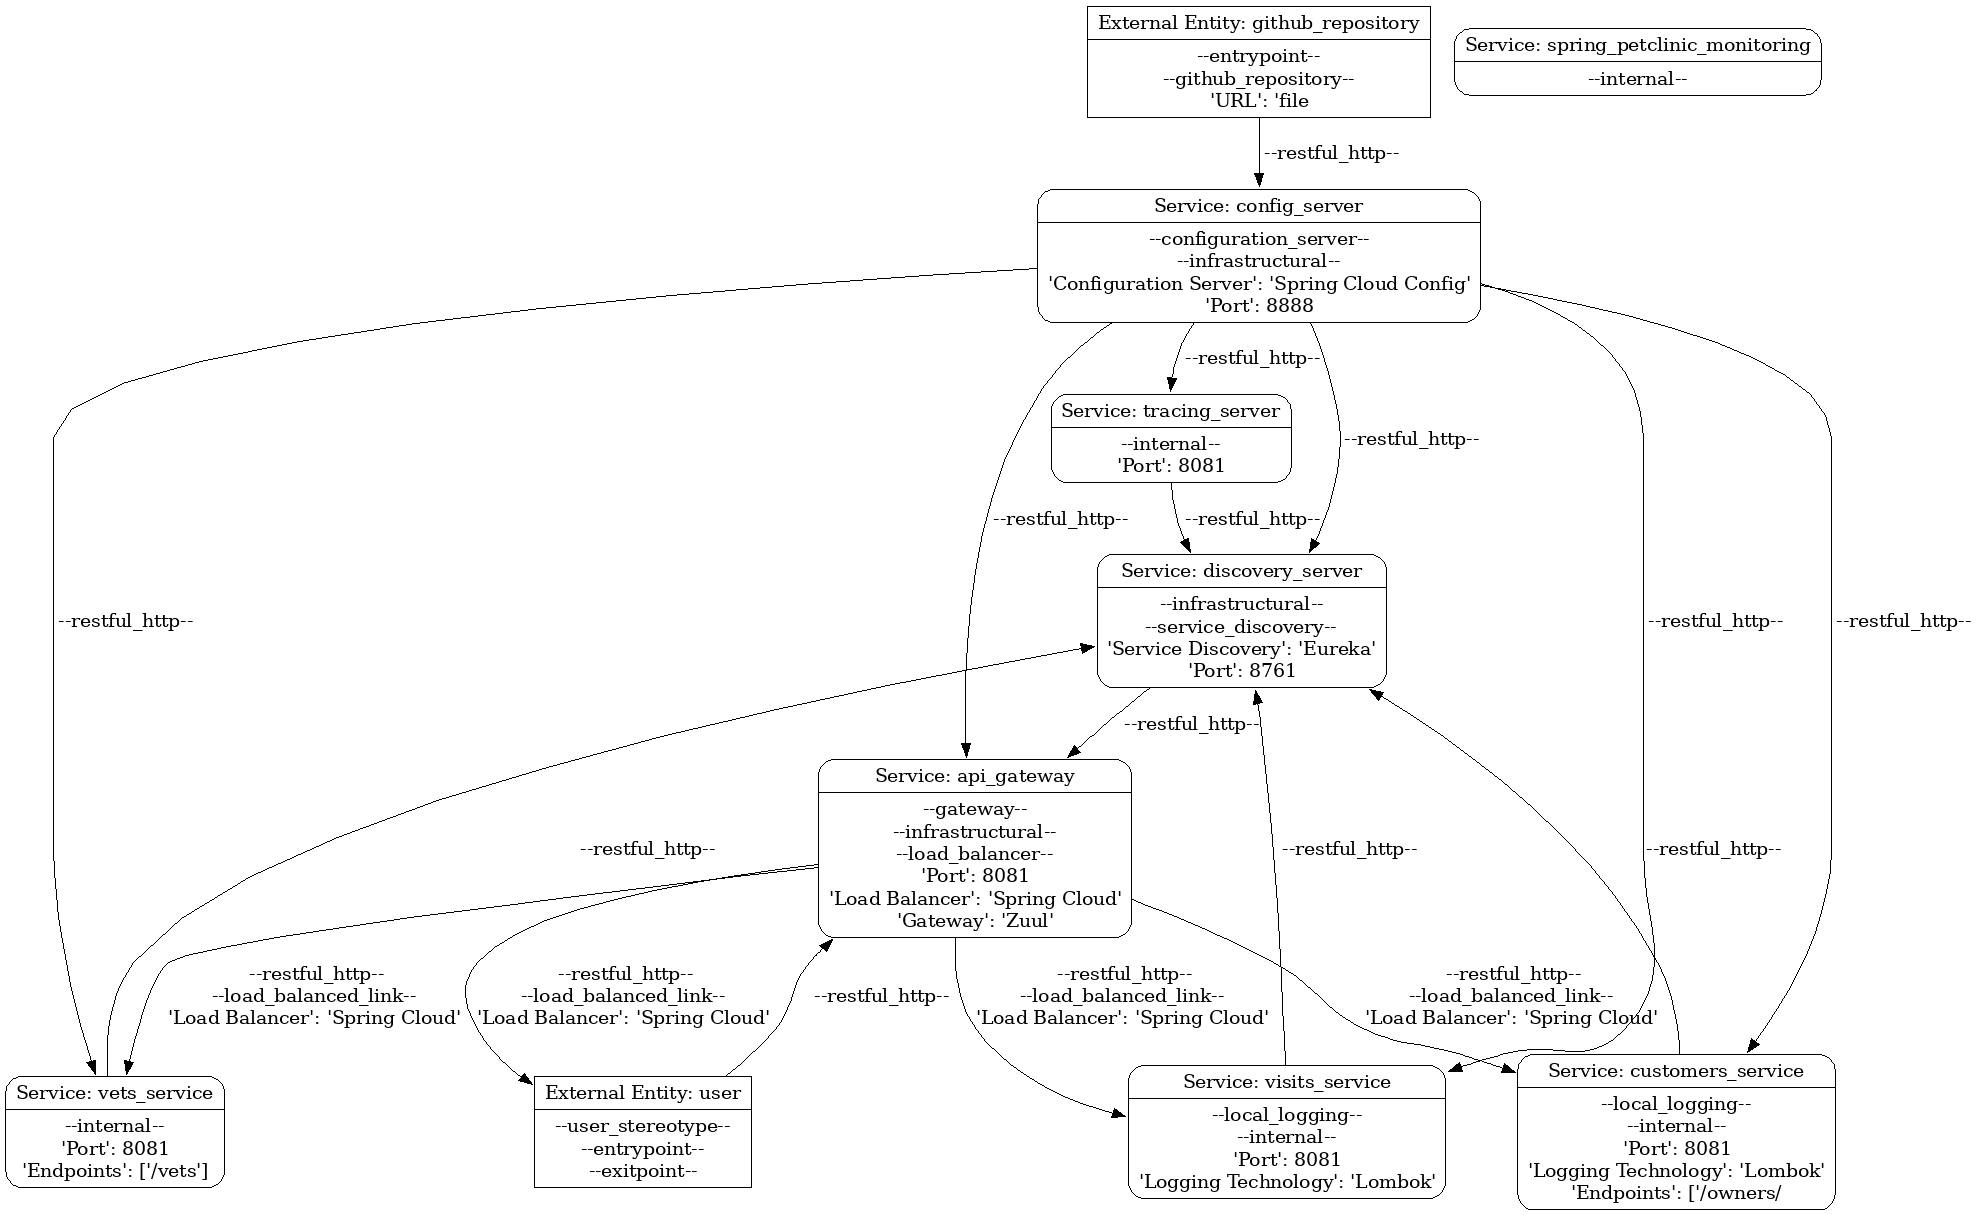 External Entity: github_repository
--entrypoint--
--github_repository--
'URL': 'file
Service: spring_petclinic_monitoring
--internal--
--restful_http--
Service: config_server
--configuration_server--
--infrastructural--
'Configuration Server': 'Spring Cloud Config'
'Port': 8888
--restful_http--
Service: tracing_server
--internal--
'Port': 8081
--restful_http--
--restful_http--
--restful_http--
Service: discovery_server
--infrastructural--
--service_discovery--
'Service Discovery': 'Eureka'
'Port': 8761
--restful_http--
--restful_http--
--restful_http--
--restful_http--
Service: api_gateway
--gateway--
--infrastructural--
--load_balancer--
'Port': 8081
'Load Balancer': 'Spring Cloud'
'Gateway': 'Zuul'
--restful_http--
--restful_http--
--restful_http--
--restful_http--
--load_balanced_link--
'Load Balancer': 'Spring Cloud'
--restful_http--
--load_balanced_link--
'Load Balancer': 'Spring Cloud'
--restful_http--
--restful_http--
--load_balanced_link--
'Load Balancer': 'Spring Cloud'
--restful_http--
--load_balanced_link--
'Load Balancer': 'Spring Cloud'
Service: vets_service
--internal--
'Port': 8081
'Endpoints': ['/vets']
External Entity: user
--user_stereotype--
--entrypoint--
--exitpoint--
Service: visits_service
--local_logging--
--internal--
'Port': 8081
'Logging Technology': 'Lombok'
Service: customers_service
--local_logging--
--internal--
'Port': 8081
'Logging Technology': 'Lombok'
'Endpoints': ['/owners/